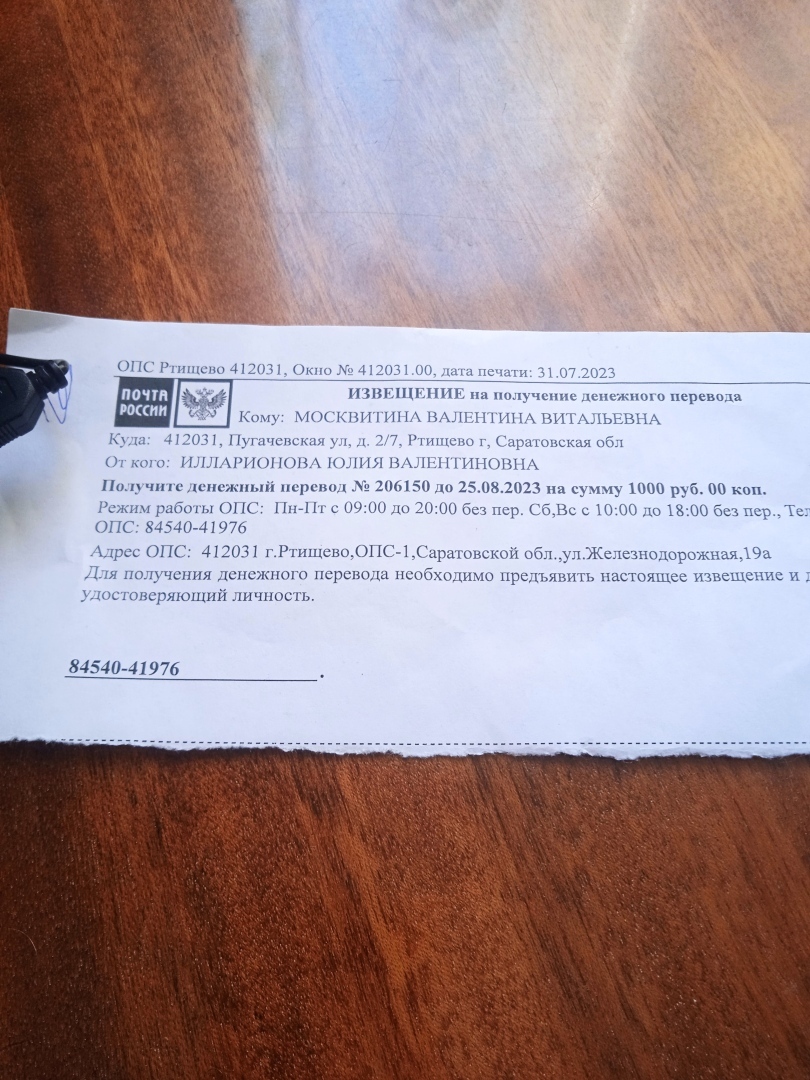 ОПС Ртищево 412031, Окно № 412031.00, дата печати: 31.07.2023
ПОЧТА
РОССИИ
ИЗВЕЩЕНИЕ на получение денежного перевода
Кому: МОСКВИТИНА ВАЛЕНТИНА ВИТАЛЬЕВНА
Куда: 412031, Пугачевская ул, д. 2/7, Ртищево г, Саратовская обл
От кого: ИЛЛАРИОНОВА ЮЛИЯ ВАЛЕНТИНОВНА
Получите денежный перевод № 206150 до 25.08.2023 на сумму 1000 руб. 00 коп.
Режим работы ОПС: Пн-Пт с 09:00 до 20:00 без пер. Сб,Вс с 10:00 до 18:00 без пер.,
ОПС: 84540-41976
Адрес ОПС: 412031 г.Ртищево,ОПС-1,Саратовской обл.,ул.Железнодорожная,19а
Для получения денежного перевода необходимо предъявить настоящее извещение и
удостоверяющий личность.
84540-41976